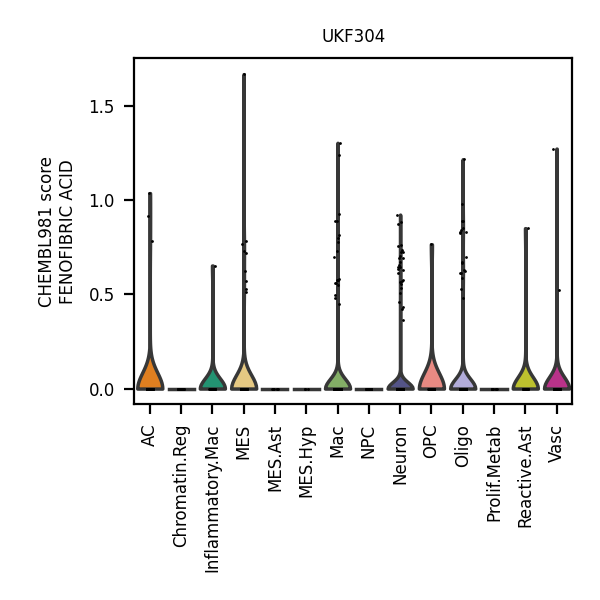 UKF304
CHEMBL981 score
FENOFIBRIC ACID
1.5
1.0
0.5
0.0
AC
Chromatin.Reg
Inflammatory.Mac
MES
MES.Ast
MES.Hyp
Mac
NPC
Neuron
OPC
Oligo
Prolif.Metab
Reactive.Ast
Vasc